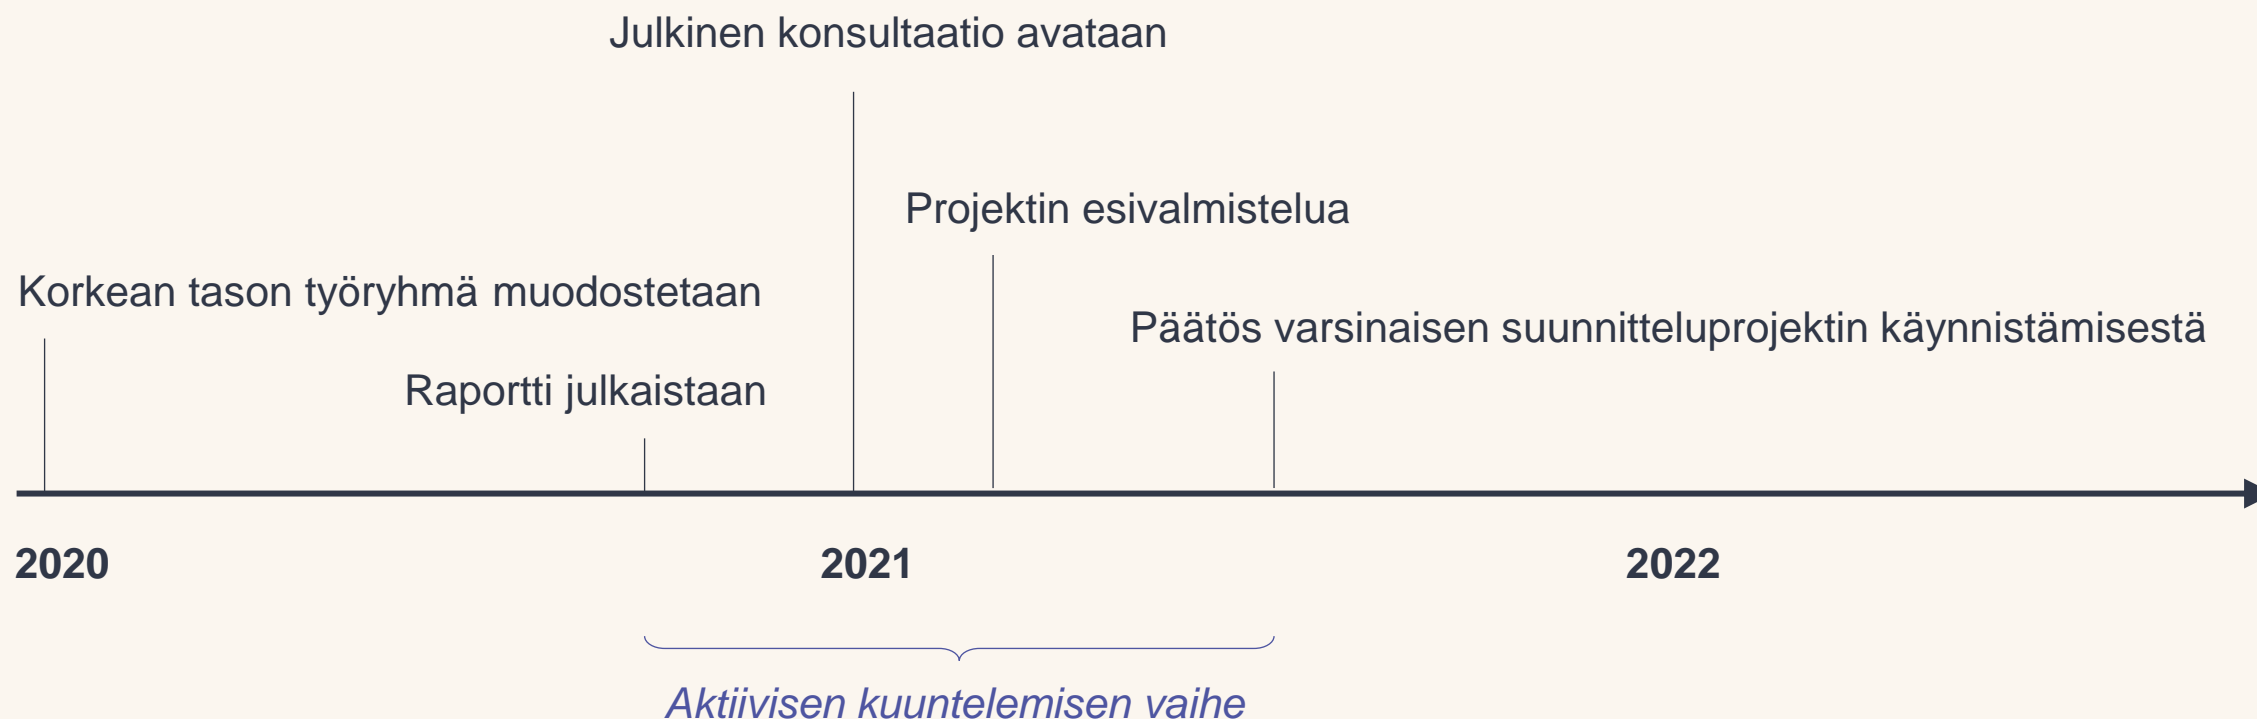 Julkinen konsultaatio avataan
Projektin esivalmistelua
Korkean tason työryhmä muodostetaan
Päätös varsinaisen suunnitteluprojektin käynnistämisestä
Raportti julkaistaan
2020
2021
2022
Aktiivisen kuuntelemisen vaihe